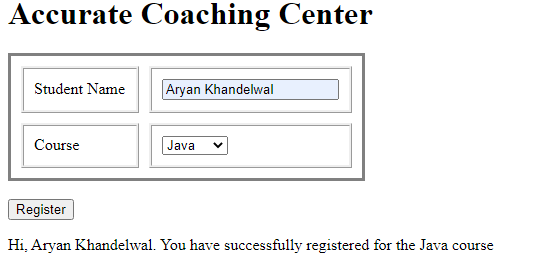 Accurate Coaching Center
Student Name Aryan Khandelwal
Course Java
Register
Hi, Aryan Khandelwal. You have successfully registered for the Java course